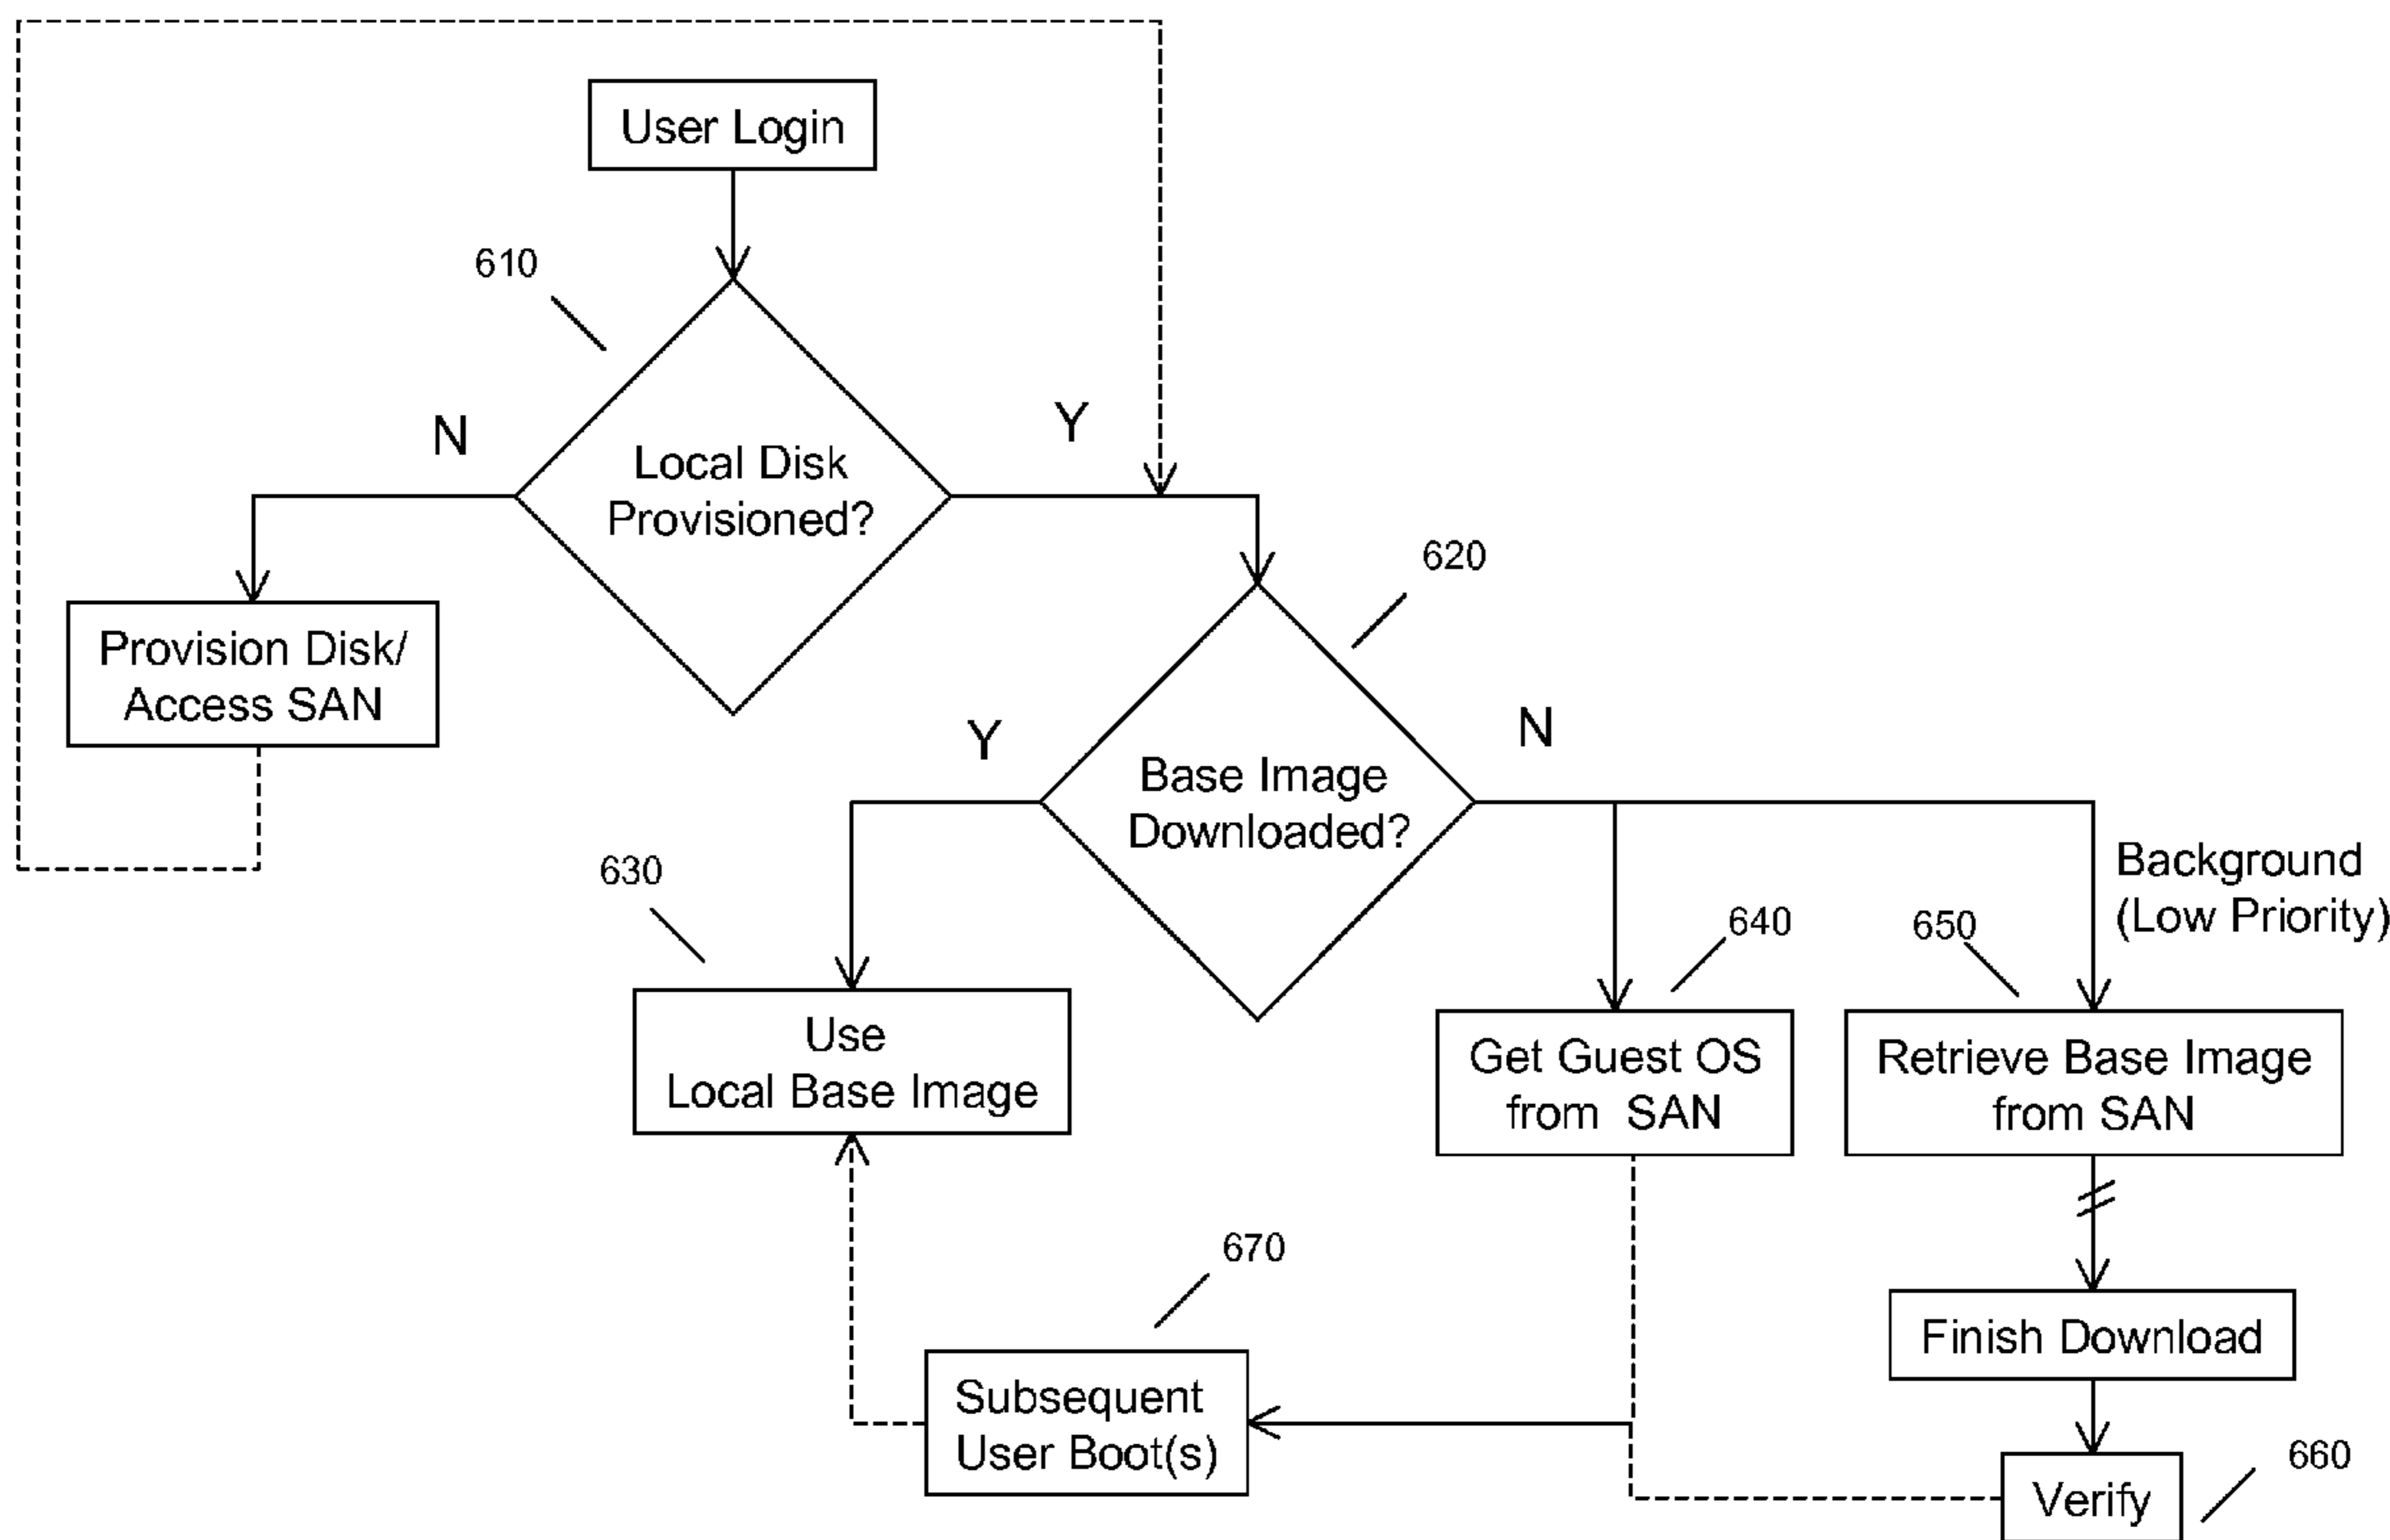 User Login
610
N
Y
Local Disk
Provisioned?
620
Provision Disk/
Access SAN
Y
N
Base Image
Downloaded?
Background
(Low Priority)
630
640
650
Use
Local Base Image
Get Guest OS
from SAN
Retrieve Base Image
from SAN
670
Finish Download
Subsequent
User Boot(s)
660
Verify